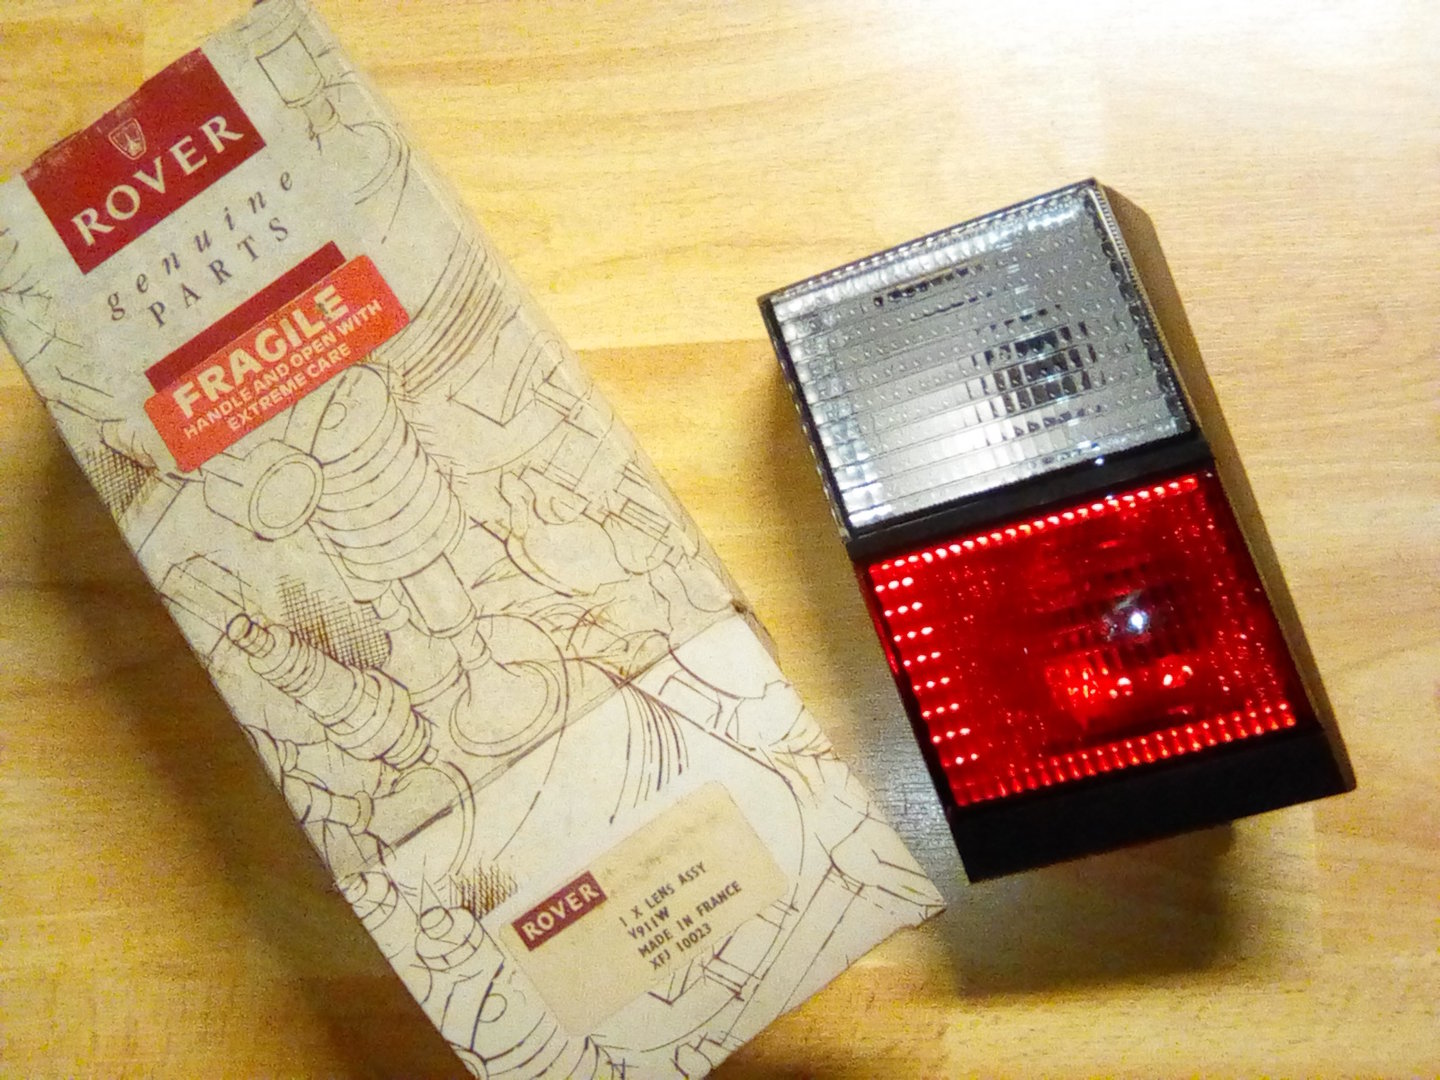 ROVER
genuine
PARTS
FRAGILE
HANDLE AND OPEN WITH
EXTREME CARE
ROVER
1 X LENS ASSY
Y911W
MADE IN FRANCE
XFJ 10023